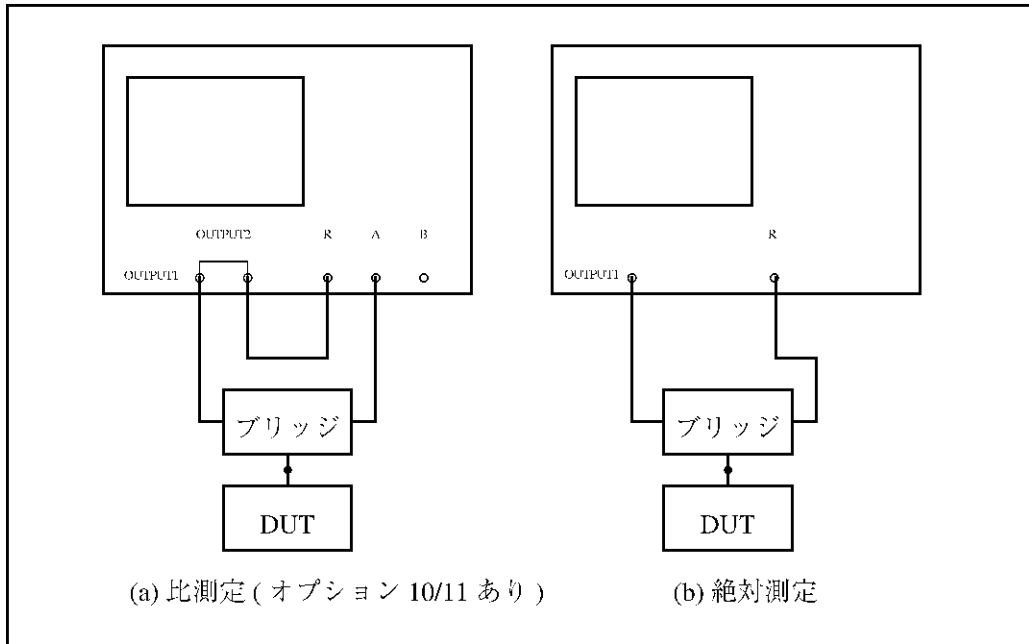 OUTPUT2 R A B
OUTPUT1
R
OUTPUT1
ブリッジ
DUT
ブリッジ
DUT
(a) 比測定 ( オプション 10/11 あり )
(b) 絶対測定